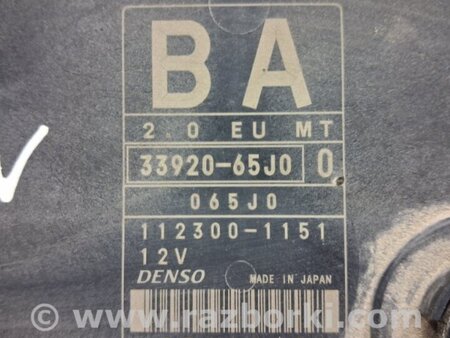 BA
2.0 EU MT
33920-65J0 0
065J0
112300-1151
12V
DENSO MADE IN JAPAN
© www.razborki.com